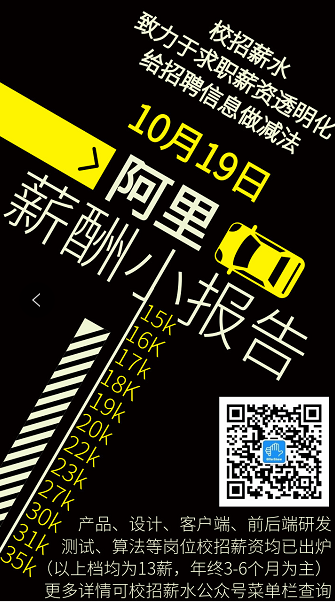 校招薪水
致力于求职薪资透明化
给招聘信息做减法
10月19日
阿里
薪酬小报告
15k
16k
17k
18k
19k
20k
22k
23k
27k
30k
31k
35k
产品、设计、客户端、前后端研发
测试、算法等岗位校招薪资均已出炉
（以上档均为13薪，年终3-6个月为主）
更多详情可校招薪水公众号菜单栏查询